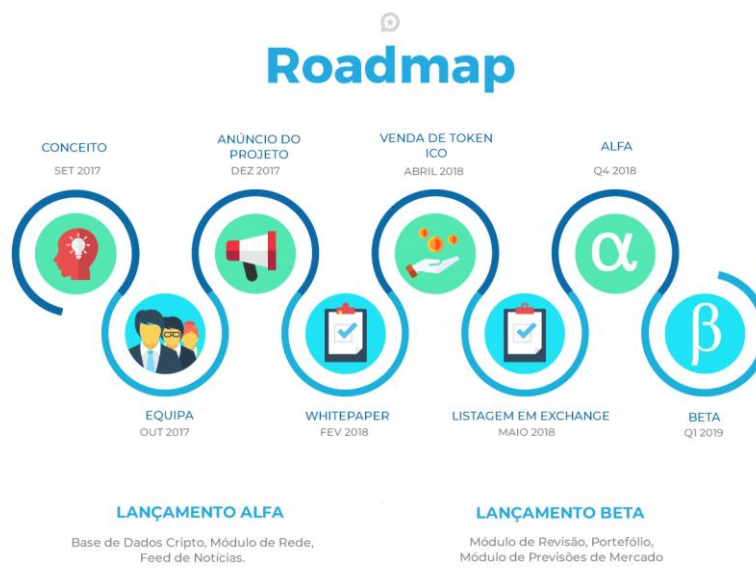 Roadmap
CONCEITO
SET 2017
ANÚNCIO DO
PROJETO
DEZ 2017
VENDA DE TOKEN
ICO
ABRIL 2018
ALFA
Q4 2018
α
β
EQUIPA
OUT 2017
WHITEPAPER
FEV 2018
LISTAGEM EM EXCHANGE
MAIO 2018
BETA
Q1 2019
LANÇAMENTO ALFA
Base de Dados Cripto, Módulo de Rede,
Feed de Notícias.
LANÇAMENTO BETA
Módulo de Revisão, Portefólio,
Módulo de Previsões de Mercado